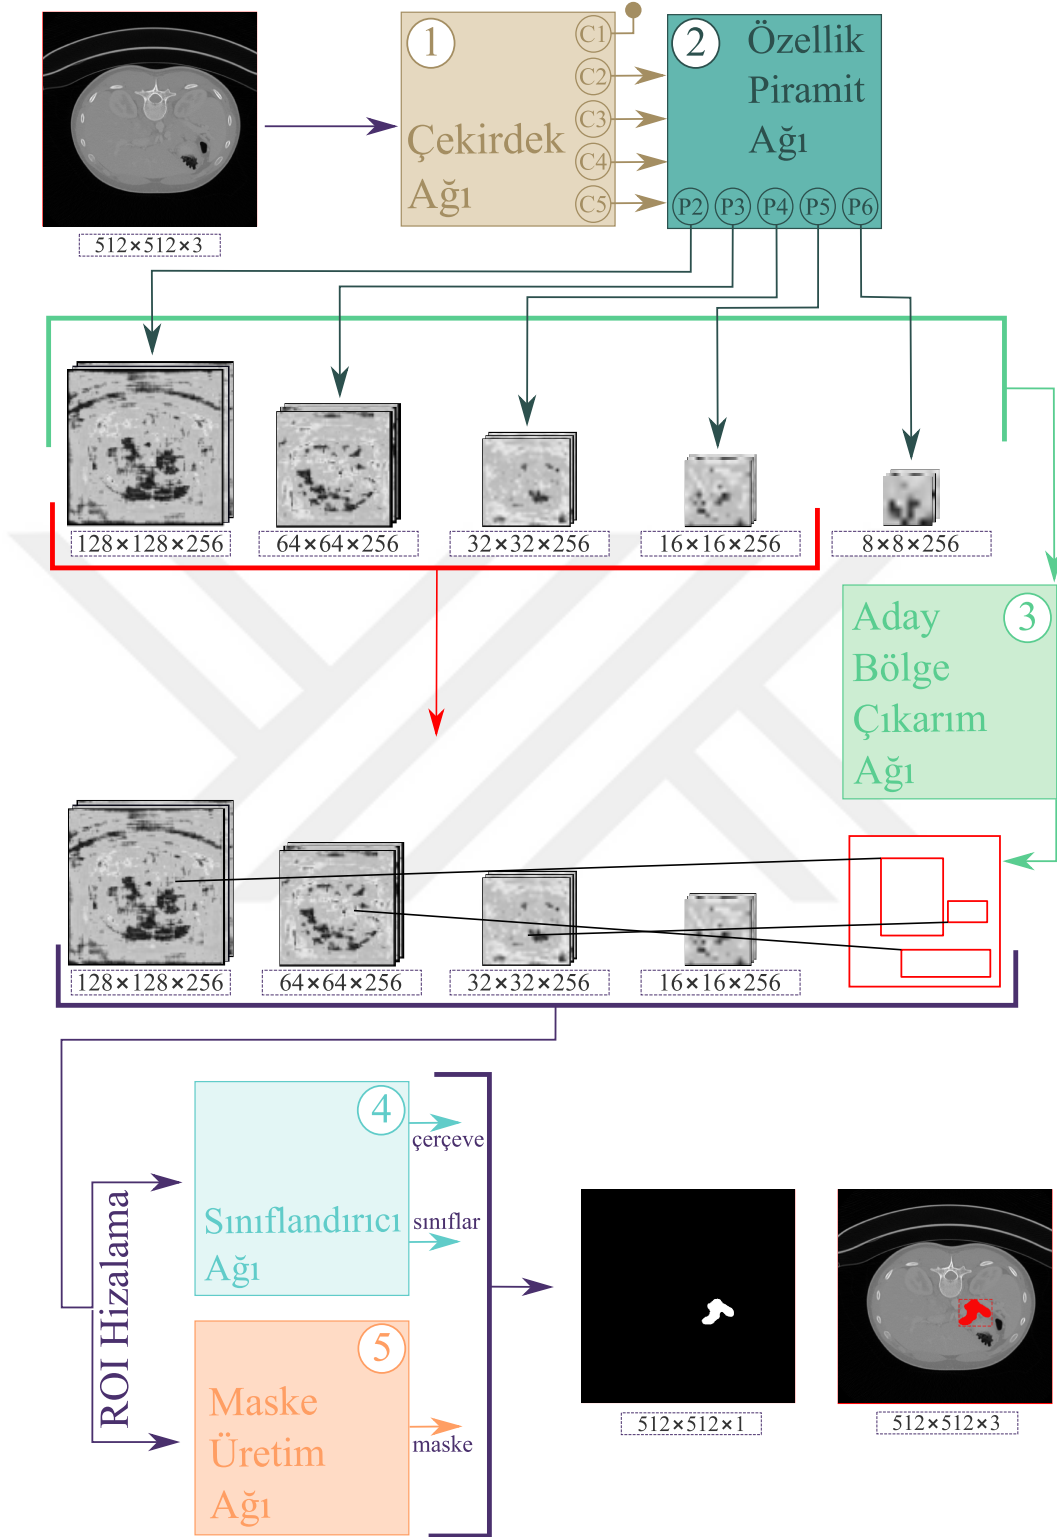 512×512×3
1
Çekirdek
Ağı
C1
C2
C3
C4
C5
2
Özellik
Piramit
Ağı
P2 P3 P4 P5 P6
128×128×256
64×64×256
32×32×256
16×16×256
8×8×256
3
Aday
Bölge
Çıkarım
Ağı
128×128×256
64×64×256
32×32×256
16×16×256
ROI Hizalama
4
Sınıflandırıcı
Ağı
çerçeve
sınıflar
5
Maske
Üretim
Ağı
maske
512×512×1
512×512×3